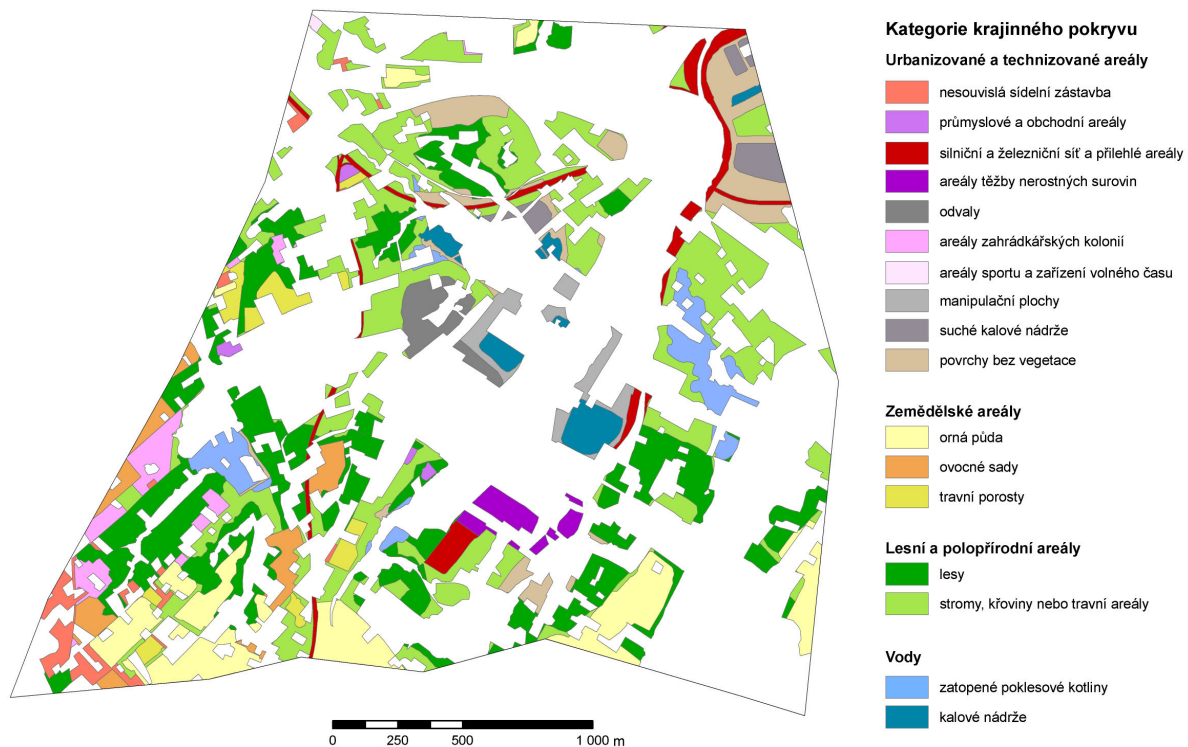 Kategorie krajinného pokryvu
Urbanizované a technizované areály
nesouvislá sídelní zástavba
průmyslové a obchodní areály
silniční a železniční síť a přilehlé areály
areály těžby nerostných surovin
odvaly
areály zahrádkářských kolonií
areály sportu a zařízení volného času
manipulační plochy
suché kalové nádrže
povrchy bez vegetace
Zemědělské areály
orná půda
ovocné sady
travní porosty
Lesní a polopřírodní areály
lesy
stromy, křoviny nebo travní areály
Vody
zatopené poklesové kotliny
kalové nádrže
0 250 500 1 000 m